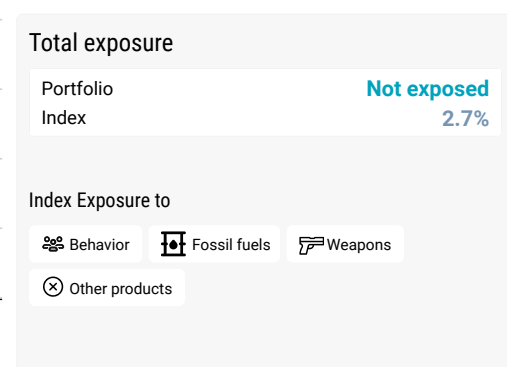 Total exposure
Portfolio Not exposed
Index 2.7%
Index Exposure to
Behavior Fossil fuels Weapons
Other products